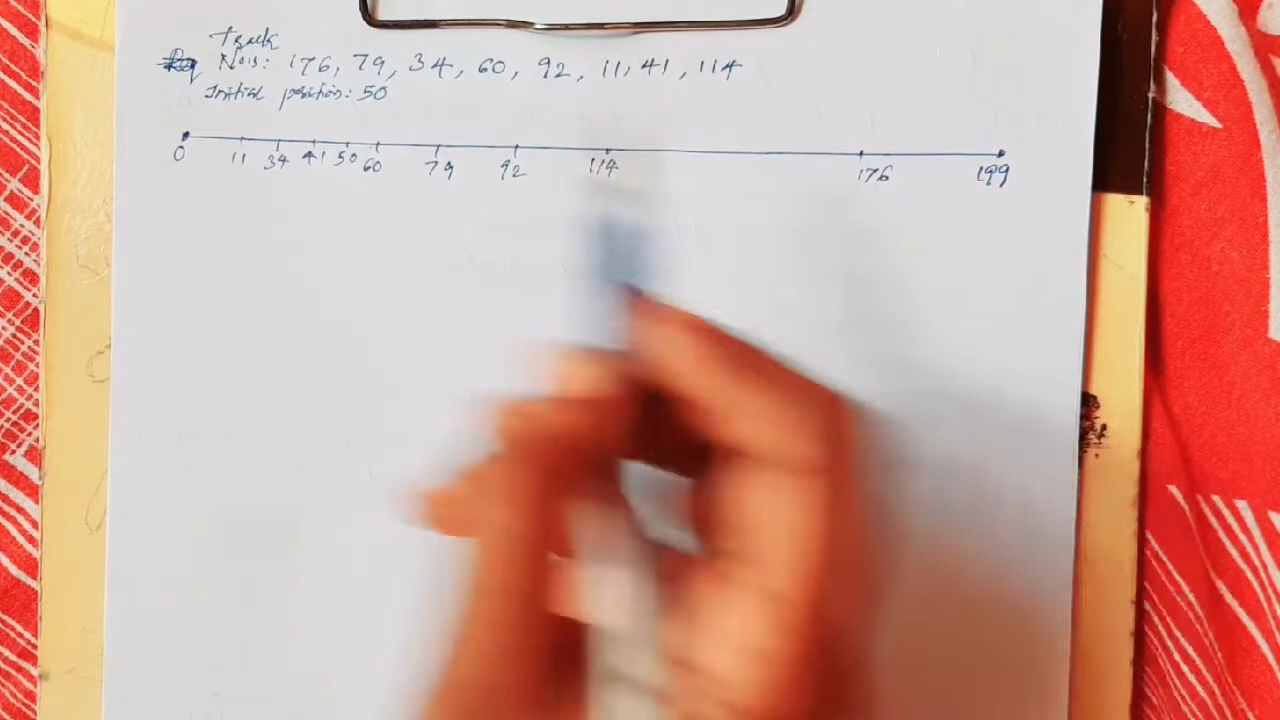 Track
Nos: 176, 79, 34, 60, 92, 11, 41, 114
Initial position: 50
0 11 34 41 50 60 79 92 114 176 199